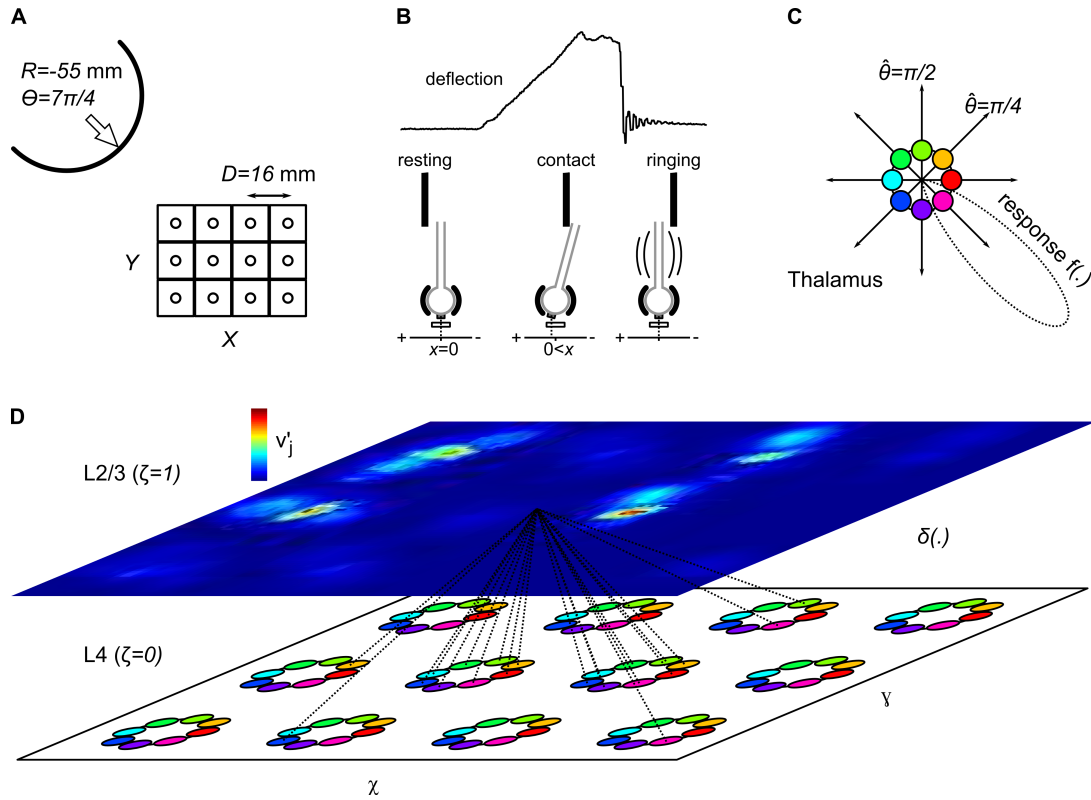 A
R=-55 mm
Θ=7π/4
D=16 mm
Y
X
B
deflection
resting
contact
ringing
+ x=0 -
+ 0<x -
+ -
C
θ̂=π/2
θ̂=π/4
response f(.)
Thalamus
D
v'j
L2/3 (ζ=1)
δ(.)
L4 (ζ=0)
γ
χ